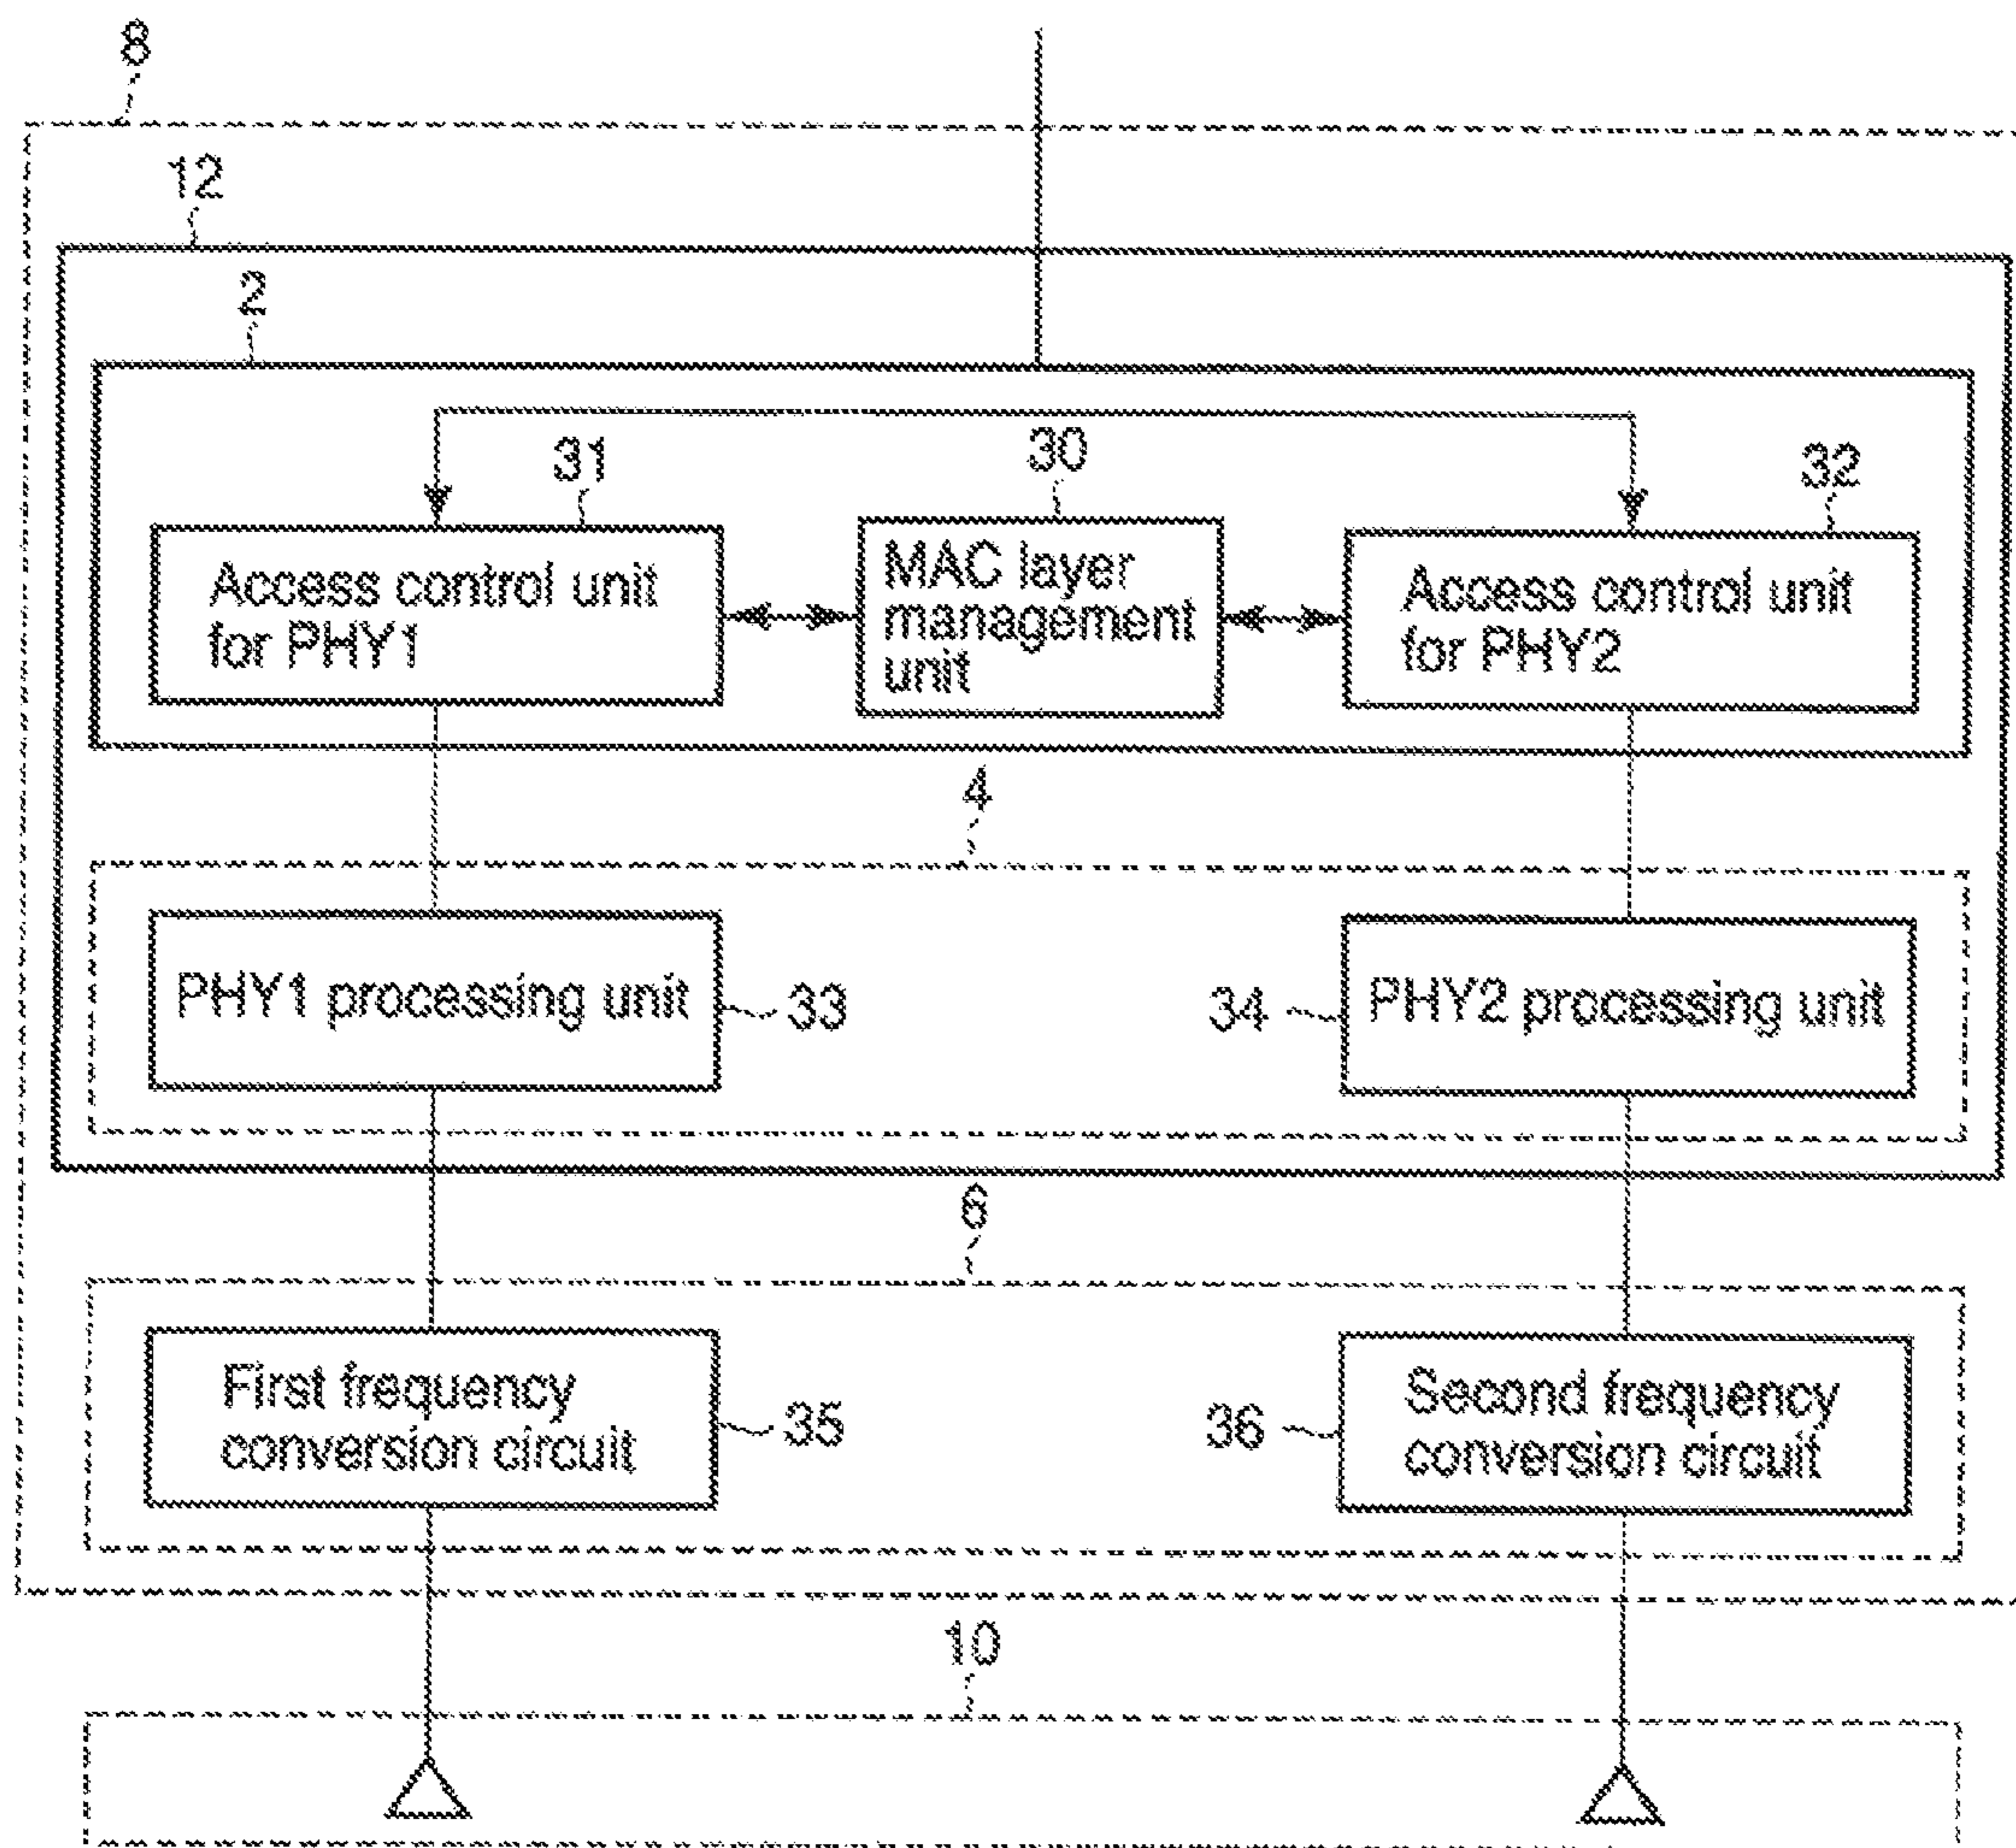 8
12
2
31
30
32
Access control unit
for PHY1
MAC layer
management
unit
Access control unit
for PHY2
4
PHY1 processing unit
33
34
PHY2 processing unit
6
First frequency
conversion circuit
35
36
Second frequency
conversion circuit
10